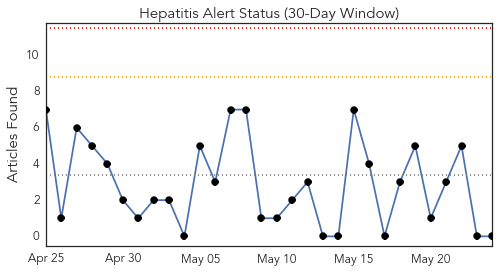 Hepatitis Alert Status (30-Day Window)
Articles Found
10
8
6
4
2
0
Apr 25 Apr 30 May 05 May 10 May 15 May 20